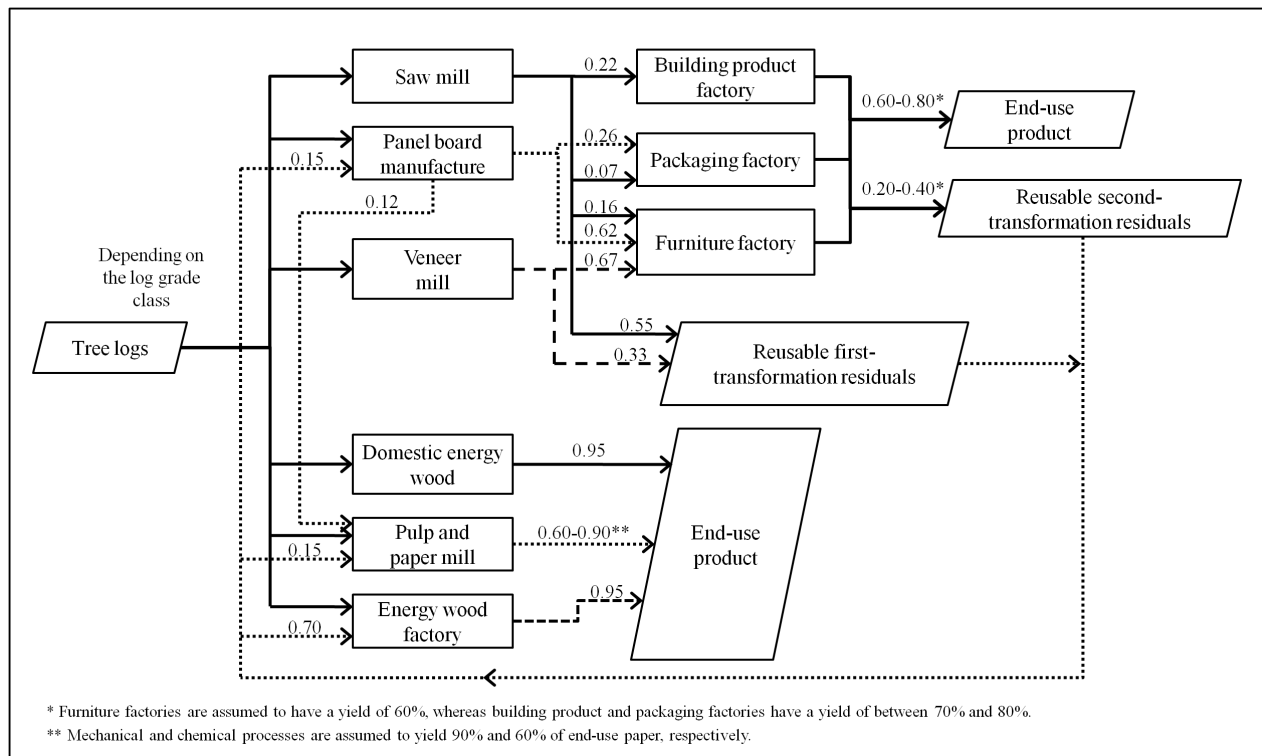 Saw mill
0.22
Building product
factory
0.60-0.80*
End-use
product
Panel board
manufacture
0.15
0.26
Packaging factory
0.07
0.12
0.20-0.40*
Reusable second-
transformation residuals
0.16
0.62
Furniture factory
0.67
Depending on
the log grade
class
Veneer
mill
Tree logs
0.55
0.33
Reusable first-
transformation residuals
Domestic energy
wood
0.95
Pulp and
paper mill
0.15
0.60-0.90**
End-use
product
Energy wood
factory
0.70
0.95
* Furniture factories are assumed to have a yield of 60%, whereas building product and packaging factories have a yield of between 70% and 80%.
** Mechanical and chemical processes are assumed to yield 90% and 60% of end-use paper, respectively.